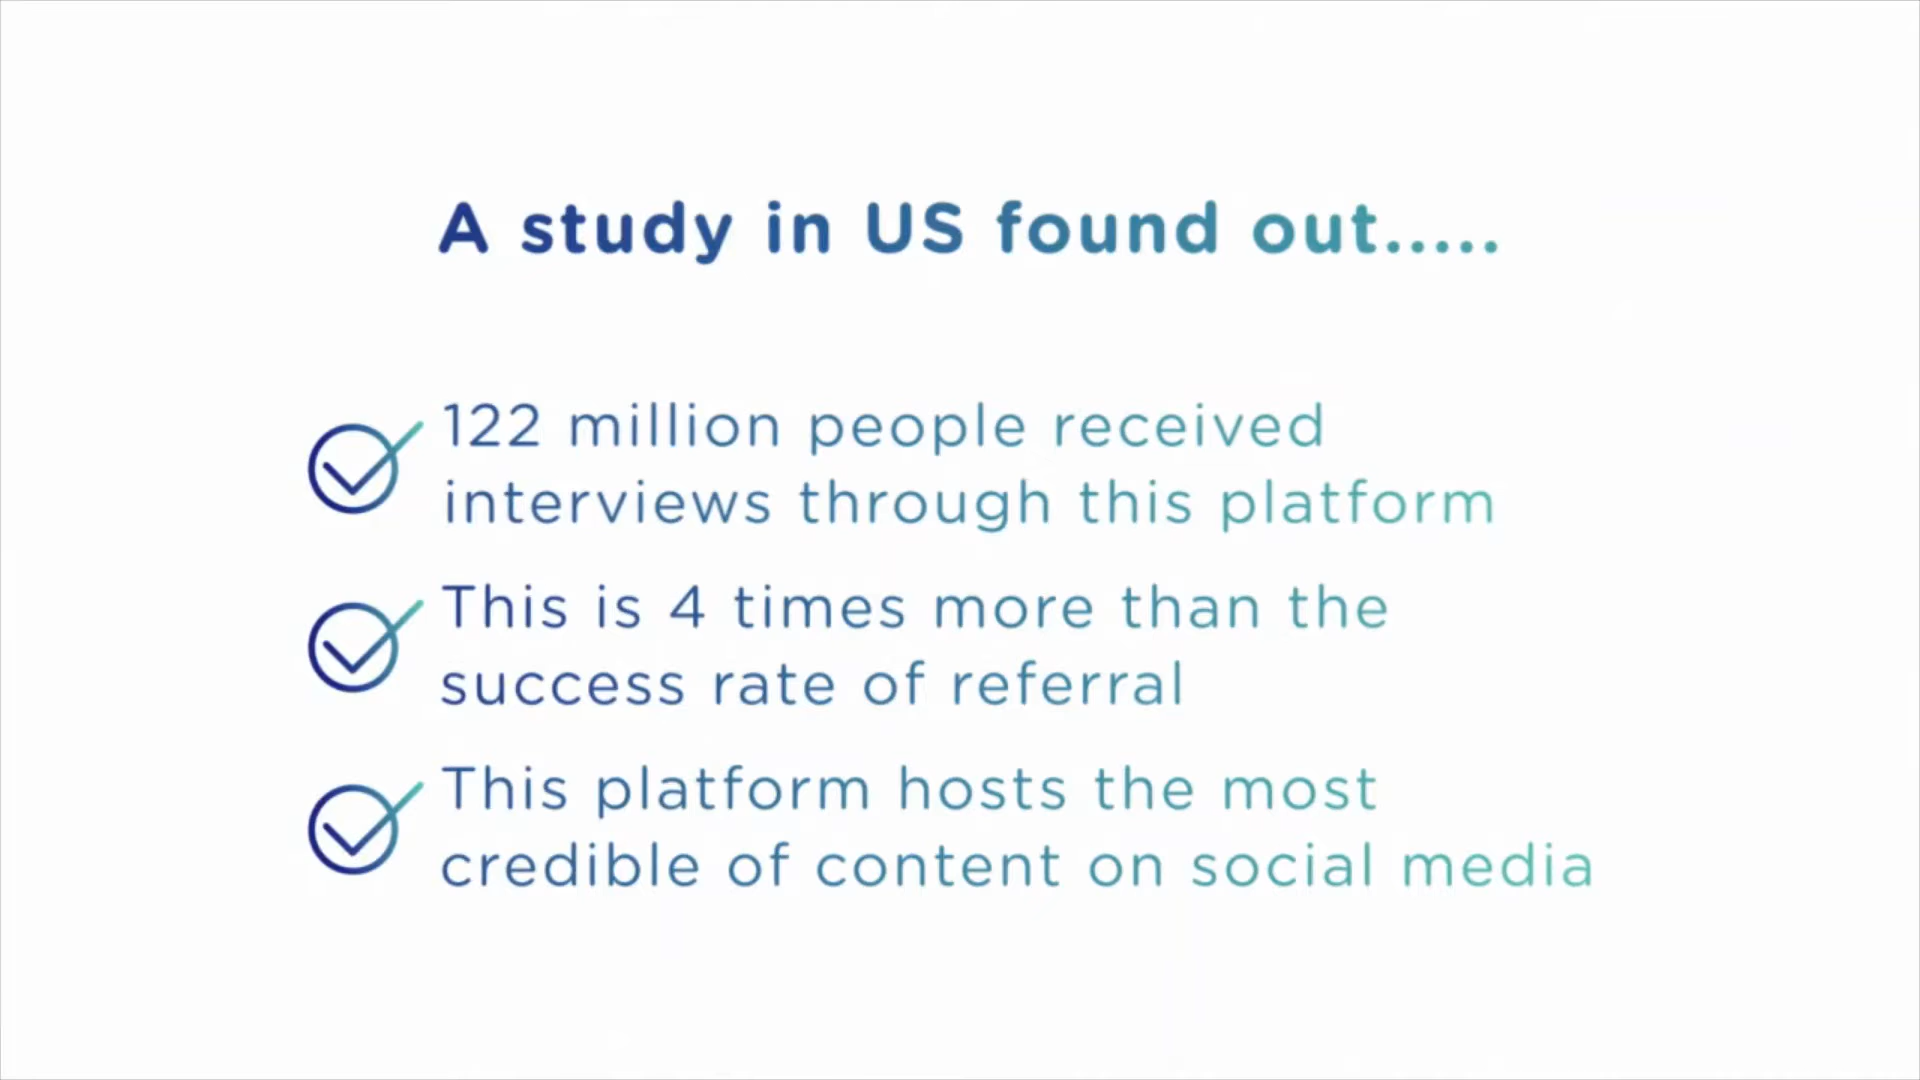 A study in US found out.....
122 million people received
interviews through this platform
This is 4 times more than the
success rate of referral
This platform hosts the most
credible of content on social media